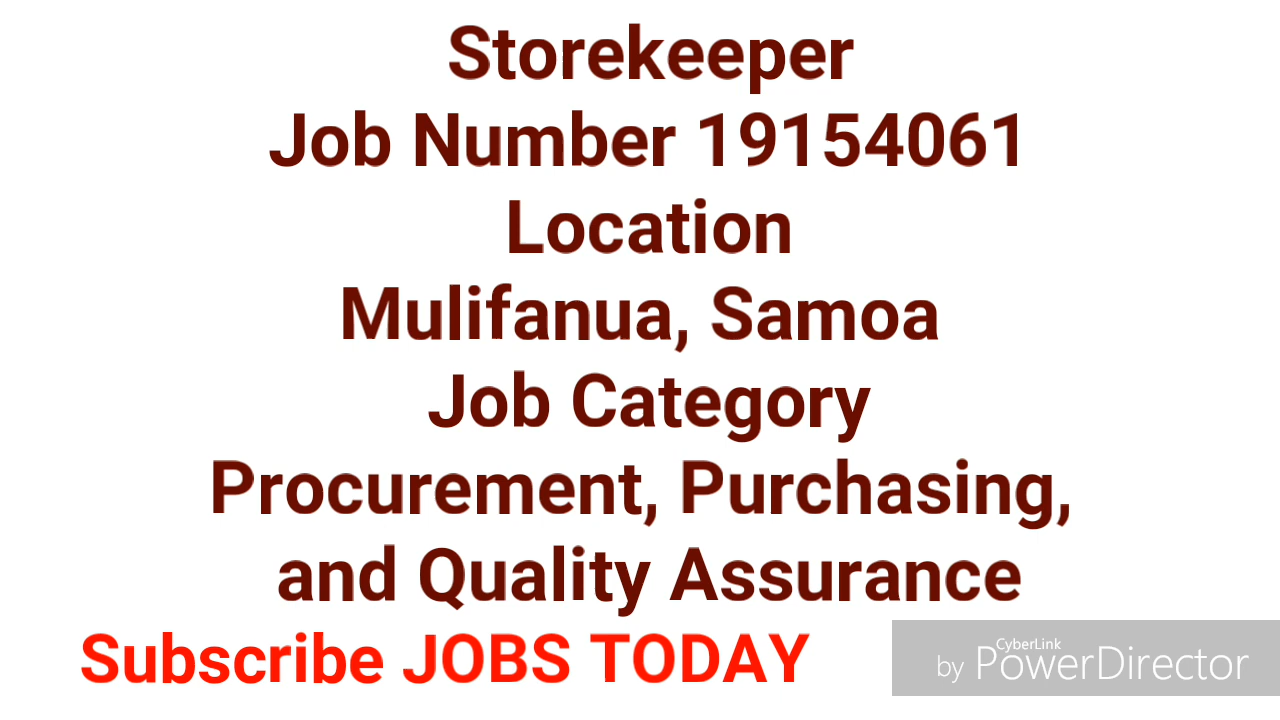 Storekeeper
Job Number 19154061
Location
Mulifanua, Samoa
Job Category
Procurement, Purchasing,
and Quality Assurance
Subscribe JOBS TODAY
by CyberLink PowerDirector